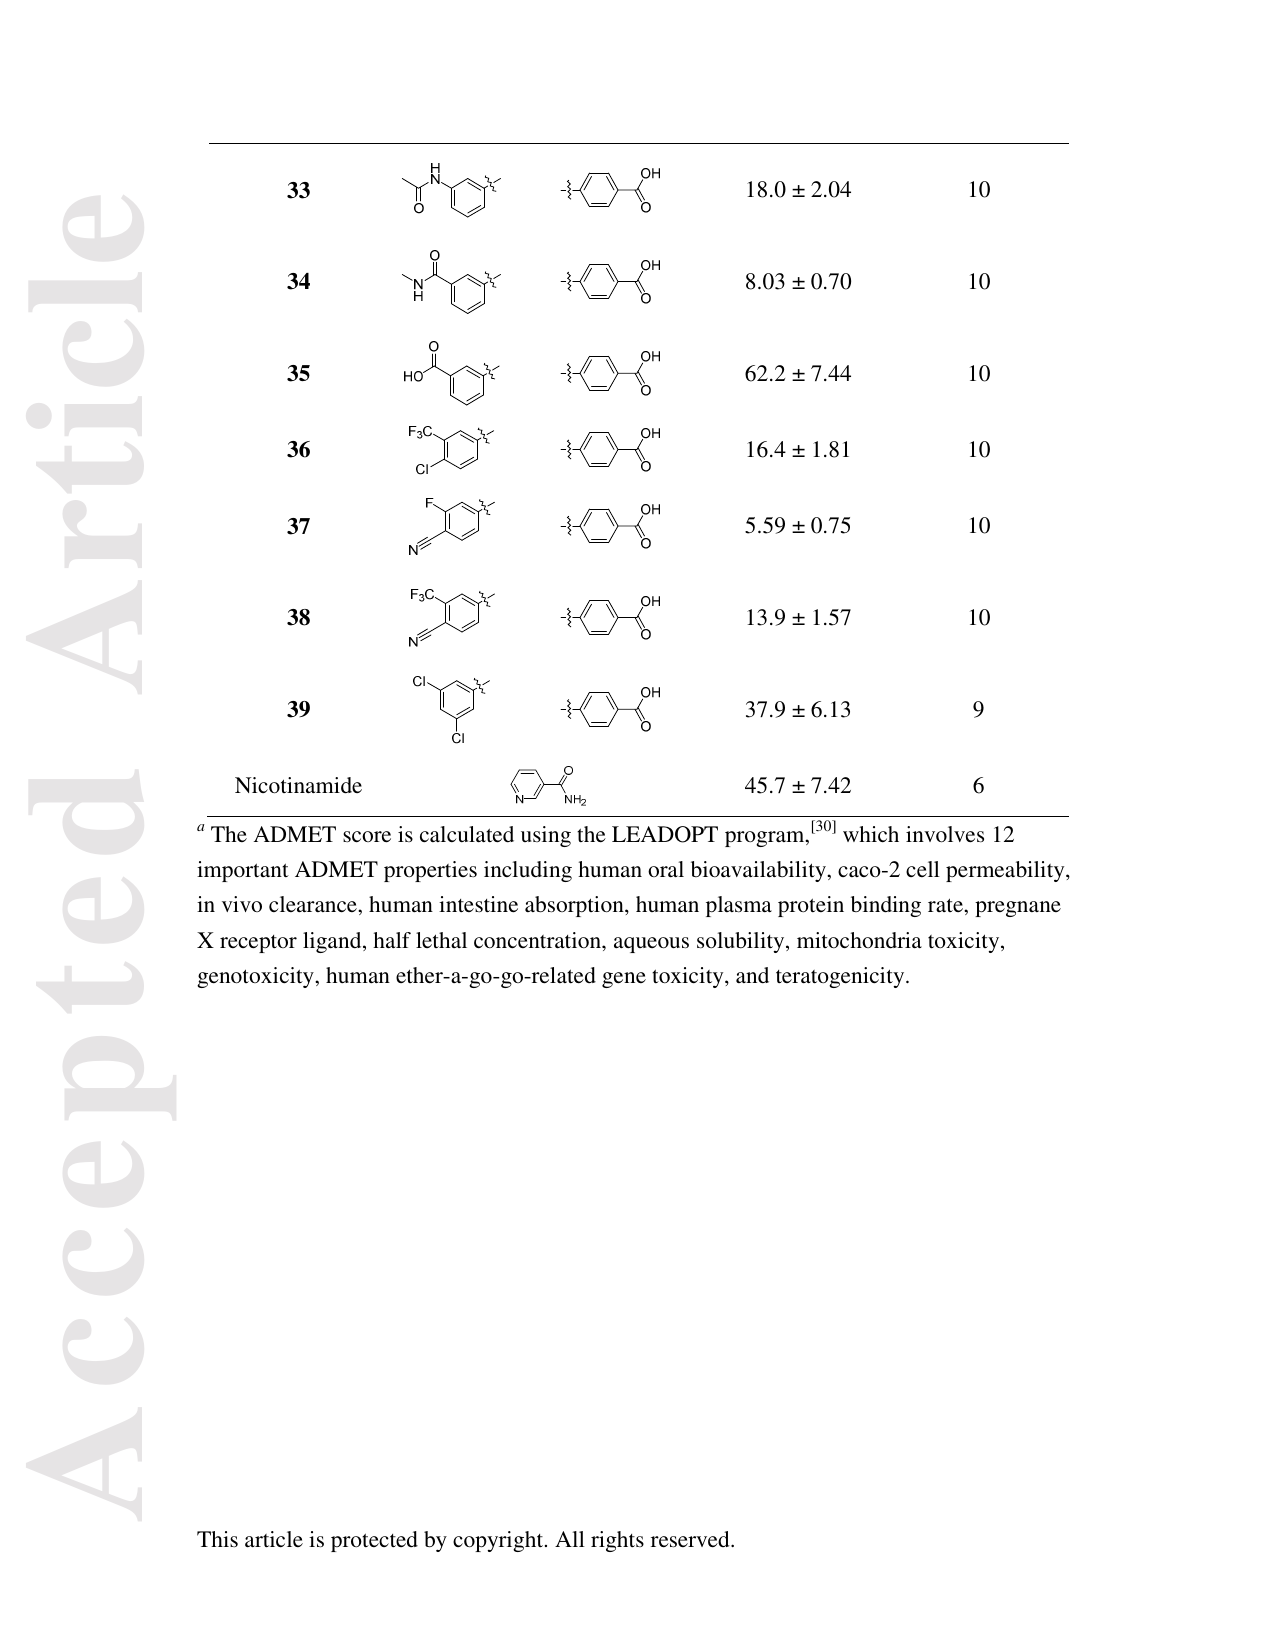 Accepted Article
33 H N O OH O 18.0 ± 2.04 10
34 O N H OH O 8.03 ± 0.70 10
35 O HO OH O 62.2 ± 7.44 10
36 F3C Cl OH O 16.4 ± 1.81 10
37 F N OH O 5.59 ± 0.75 10
38 F3C N OH O 13.9 ± 1.57 10
39 Cl Cl OH O 37.9 ± 6.13 9
Nicotinamide N O NH2 45.7 ± 7.42 6
a The ADMET score is calculated using the LEADOPT program,[30] which involves 12
important ADMET properties including human oral bioavailability, caco-2 cell permeability,
in vivo clearance, human intestine absorption, human plasma protein binding rate, pregnane
X receptor ligand, half lethal concentration, aqueous solubility, mitochondria toxicity,
genotoxicity, human ether-a-go-go-related gene toxicity, and teratogenicity.
This article is protected by copyright. All rights reserved.